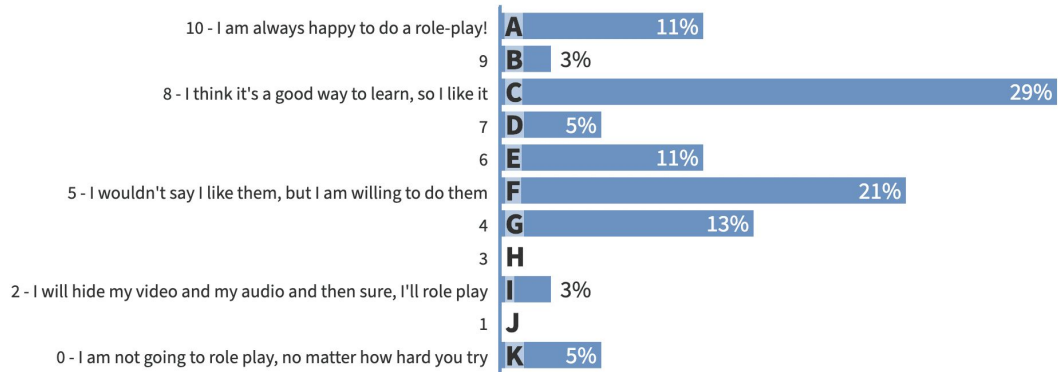 10 - I am always happy to do a role-play! A 11%
9 B 3%
8 - I think it's a good way to learn, so I like it C 29%
7 D 5%
6 E 11%
5 - I wouldn't say I like them, but I am willing to do them F 21%
4 G 13%
3 H
2 - I will hide my video and my audio and then sure, I'll role play I 3%
1 J
0 - I am not going to role play, no matter how hard you try K 5%